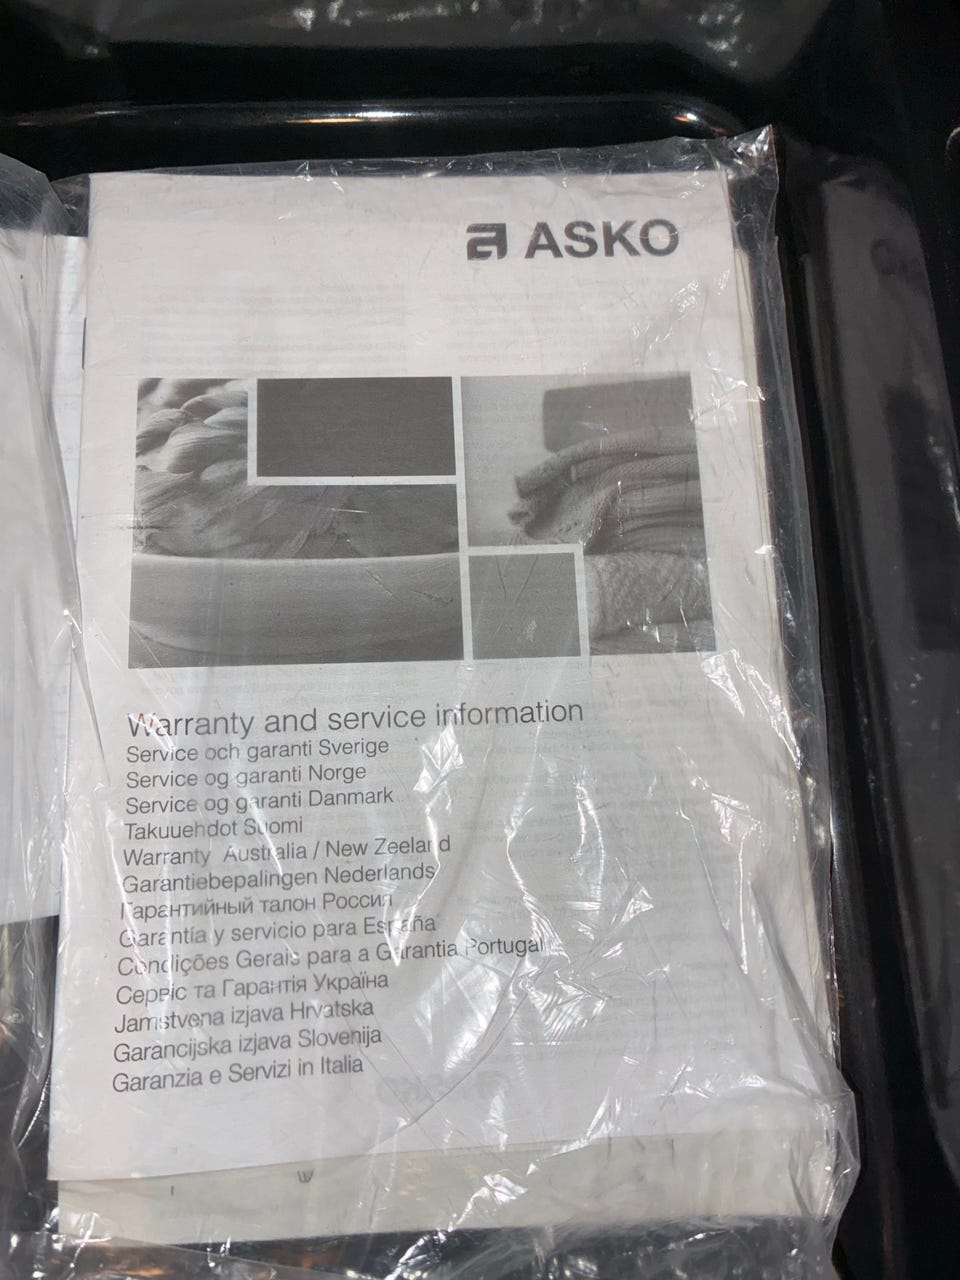 ASKO
Warranty and service information
Service och garanti Sverige
Service og garanti Norge
Service og garanti Danmark
Takuuehdot Suomi
Warranty Australia / New Zeeland
Garantiebepalingen Nederlands
Гарантийный талон Россия
Garantía y servicio para España
Condições Gerais para a Garantia Portugal
Сервіс та Гарантія Україна
Jamstvena izjava Hrvatska
Garancijska izjava Slovenija
Garanzia e Servizi in Italia